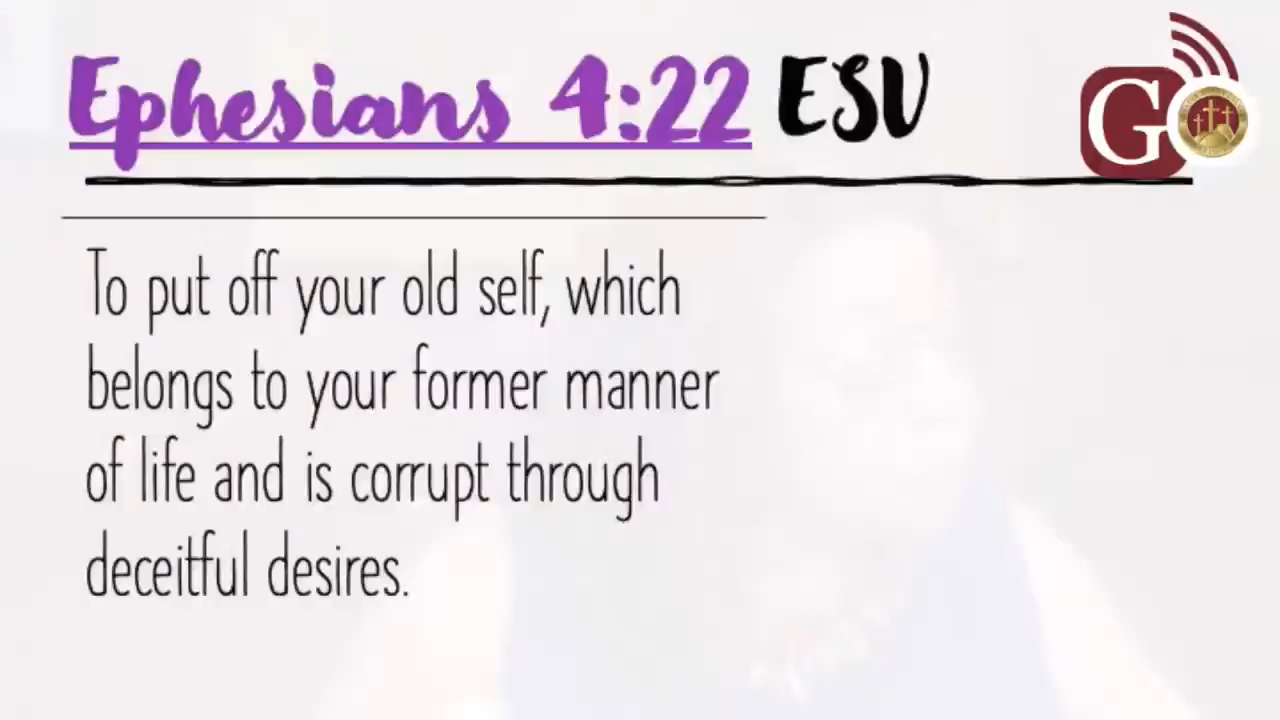 Ephesians 4:22 ESV
GO
To put off your old self, which
belongs to your former manner
of life and is corrupt through
deceitful desires.